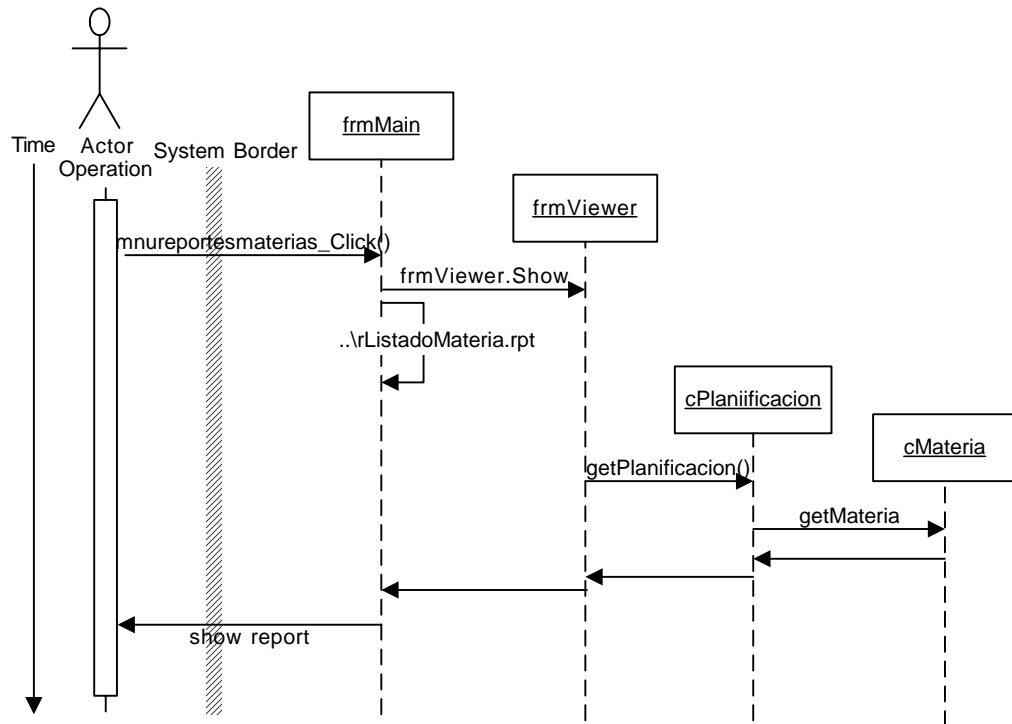 frmMain
Time
Actor
Operation
System Border
frmViewer
mnureportesmaterias_Click()
frmViewer.Show
..\rListadoMateria.rpt
cPlaniificacion
cMateria
getPlanificacion()
getMateria
show report